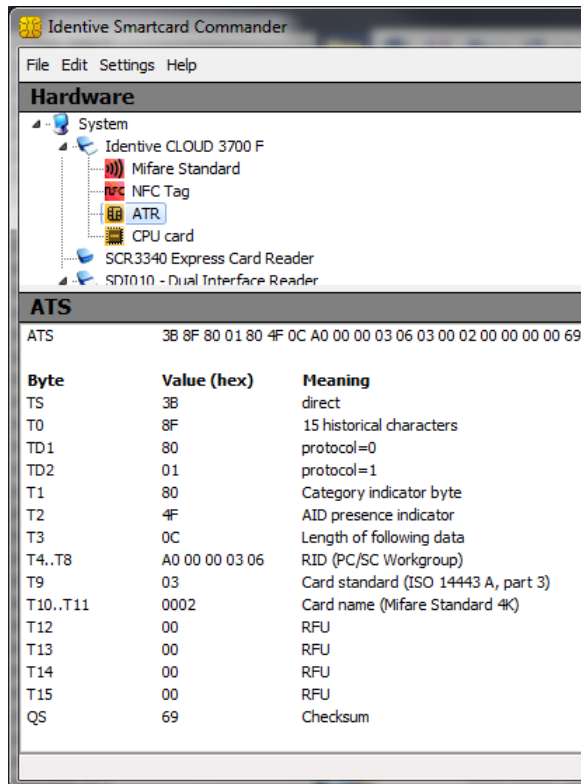 Identive Smartcard Commander
File Edit Settings Help
Hardware
System
Identive CLOUD 3700 F
Mifare Standard
NFC Tag
ATR
CPU card
SCR3340 Express Card Reader
SDI010 - Dual Interface Reader
ATS
ATS 3B 8F 80 01 80 4F 0C A0 00 00 03 06 03 00 02 00 00 00 00 69
Byte Value (hex) Meaning
TS 3B direct
T0 8F 15 historical characters
TD1 80 protocol=0
TD2 01 protocol=1
T1 80 Category indicator byte
T2 4F AID presence indicator
T3 0C Length of following data
T4..T8 A0 00 00 03 06 RID (PC/SC Workgroup)
T9 03 Card standard (ISO 14443 A, part 3)
T10..T11 0002 Card name (Mifare Standard 4K)
T12 00 RFU
T13 00 RFU
T14 00 RFU
T15 00 RFU
QS 69 Checksum